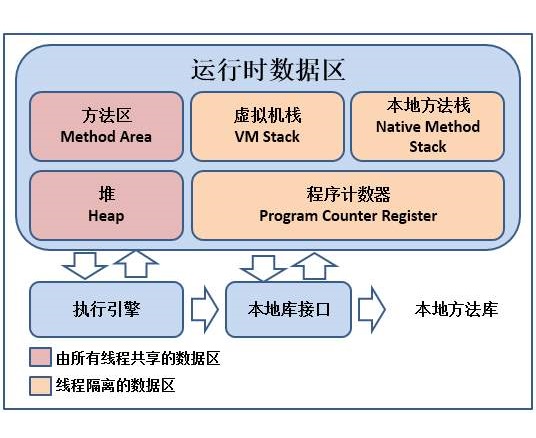 运行时数据区
方法区
Method Area
虚拟机栈
VM Stack
本地方法栈
Native Method
Stack
堆
Heap
程序计数器
Program Counter Register
执行引擎
本地库接口
本地方法库
由所有线程共享的数据区
线程隔离的数据区